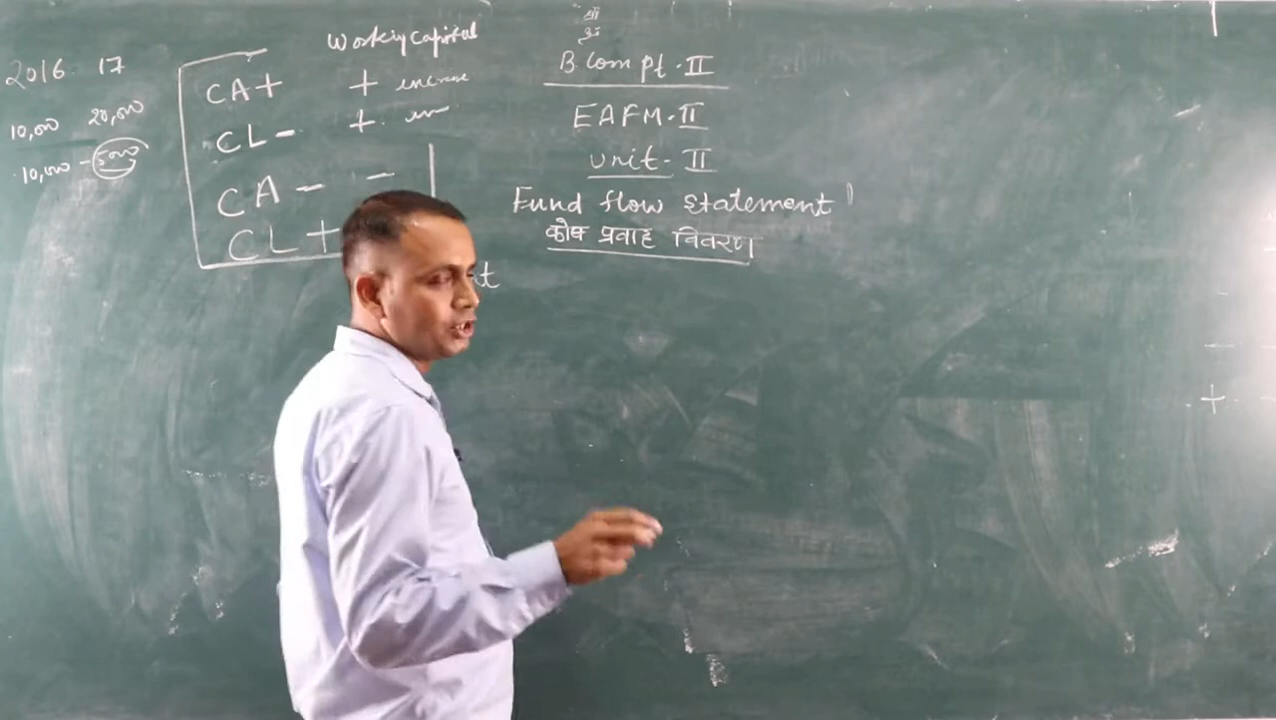 2016 17
10,000 20,000
10,000 - 5000
Working Capital
CA+ + increase
CL- +
CA- -
CL+
B Com pt. II
EAFM. II
Unit- II
Fund flow Statement
कोष प्रवाह विवरण